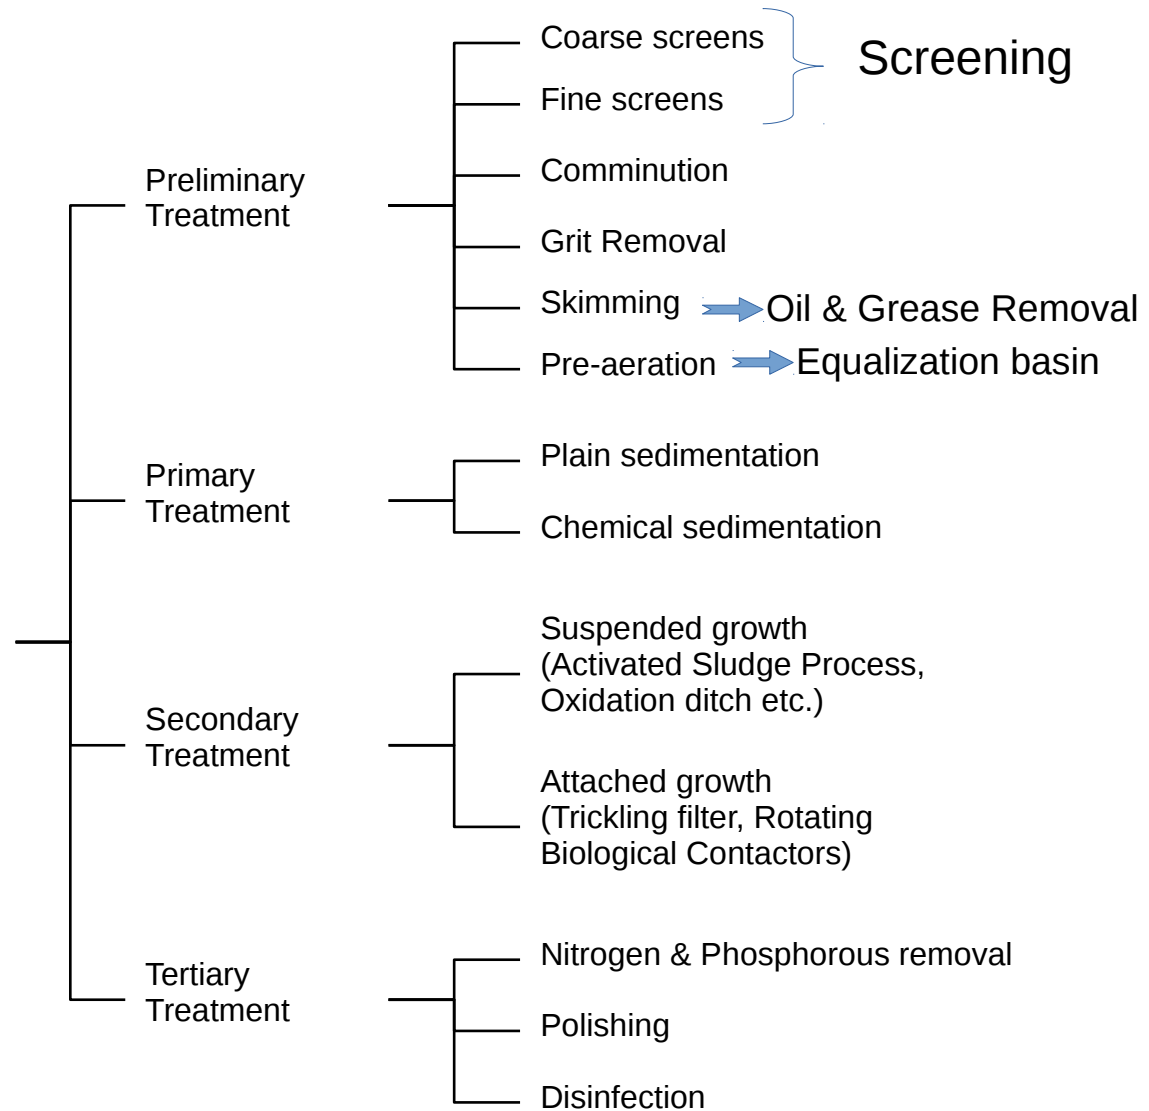 Coarse screens
Screening
Fine screens
Preliminary
Treatment
Comminution
Grit Removal
Skimming
Oil & Grease Removal
Pre-aeration
Equalization basin
Primary
Treatment
Plain sedimentation
Chemical sedimentation
Secondary
Treatment
Suspended growth
(Activated Sludge Process,
Oxidation ditch etc.)
Attached growth
(Trickling filter, Rotating
Biological Contactors)
Tertiary
Treatment
Nitrogen & Phosphorous removal
Polishing
Disinfection